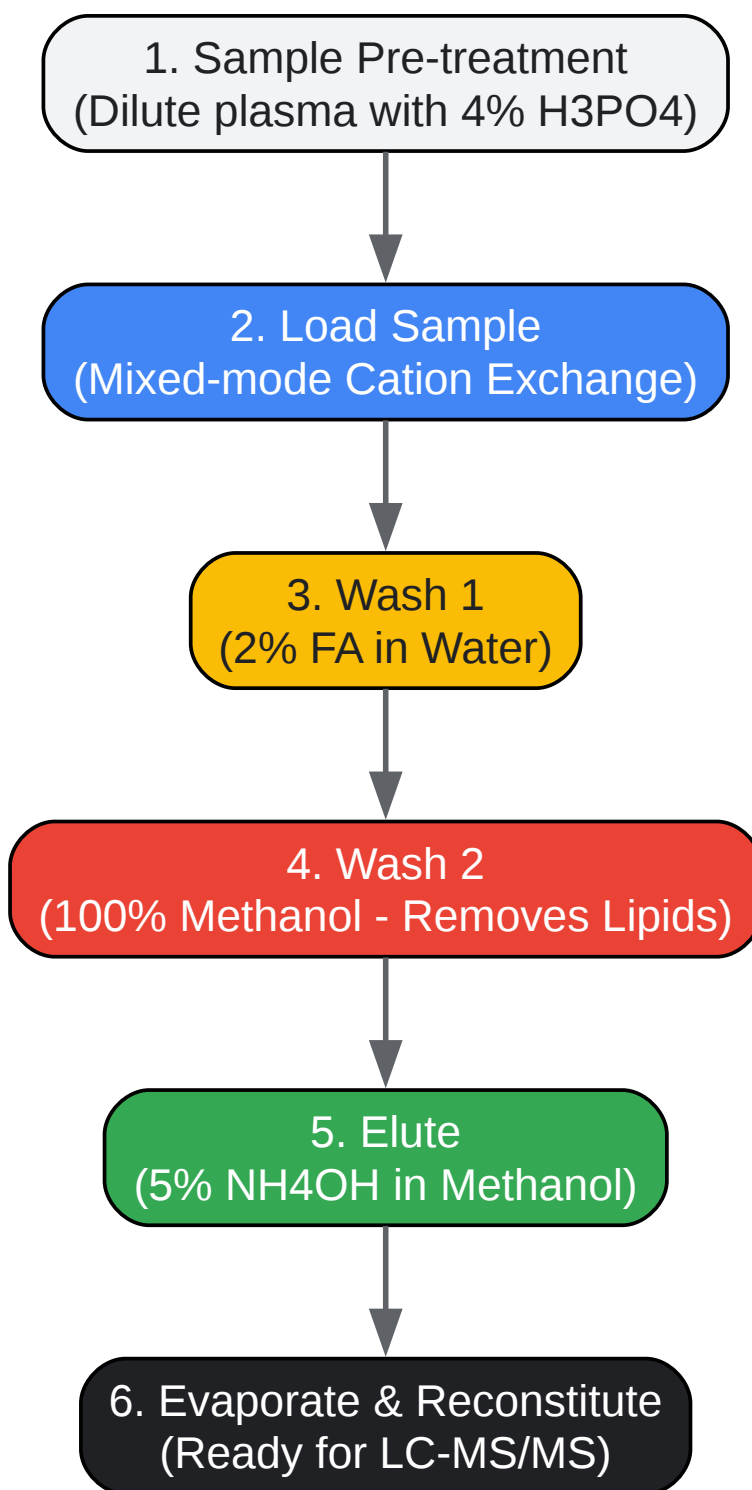 1. Sample Pre-treatment
(Dilute plasma with 4% H3PO4)
2. Load Sample
(Mixed-mode Cation Exchange)
3. Wash 1
(2% FA in Water)
4. Wash 2
(100% Methanol - Removes Lipids)
5. Elute
(5% NH4OH in Methanol)
6. Evaporate & Reconstitute
(Ready for LC-MS/MS)